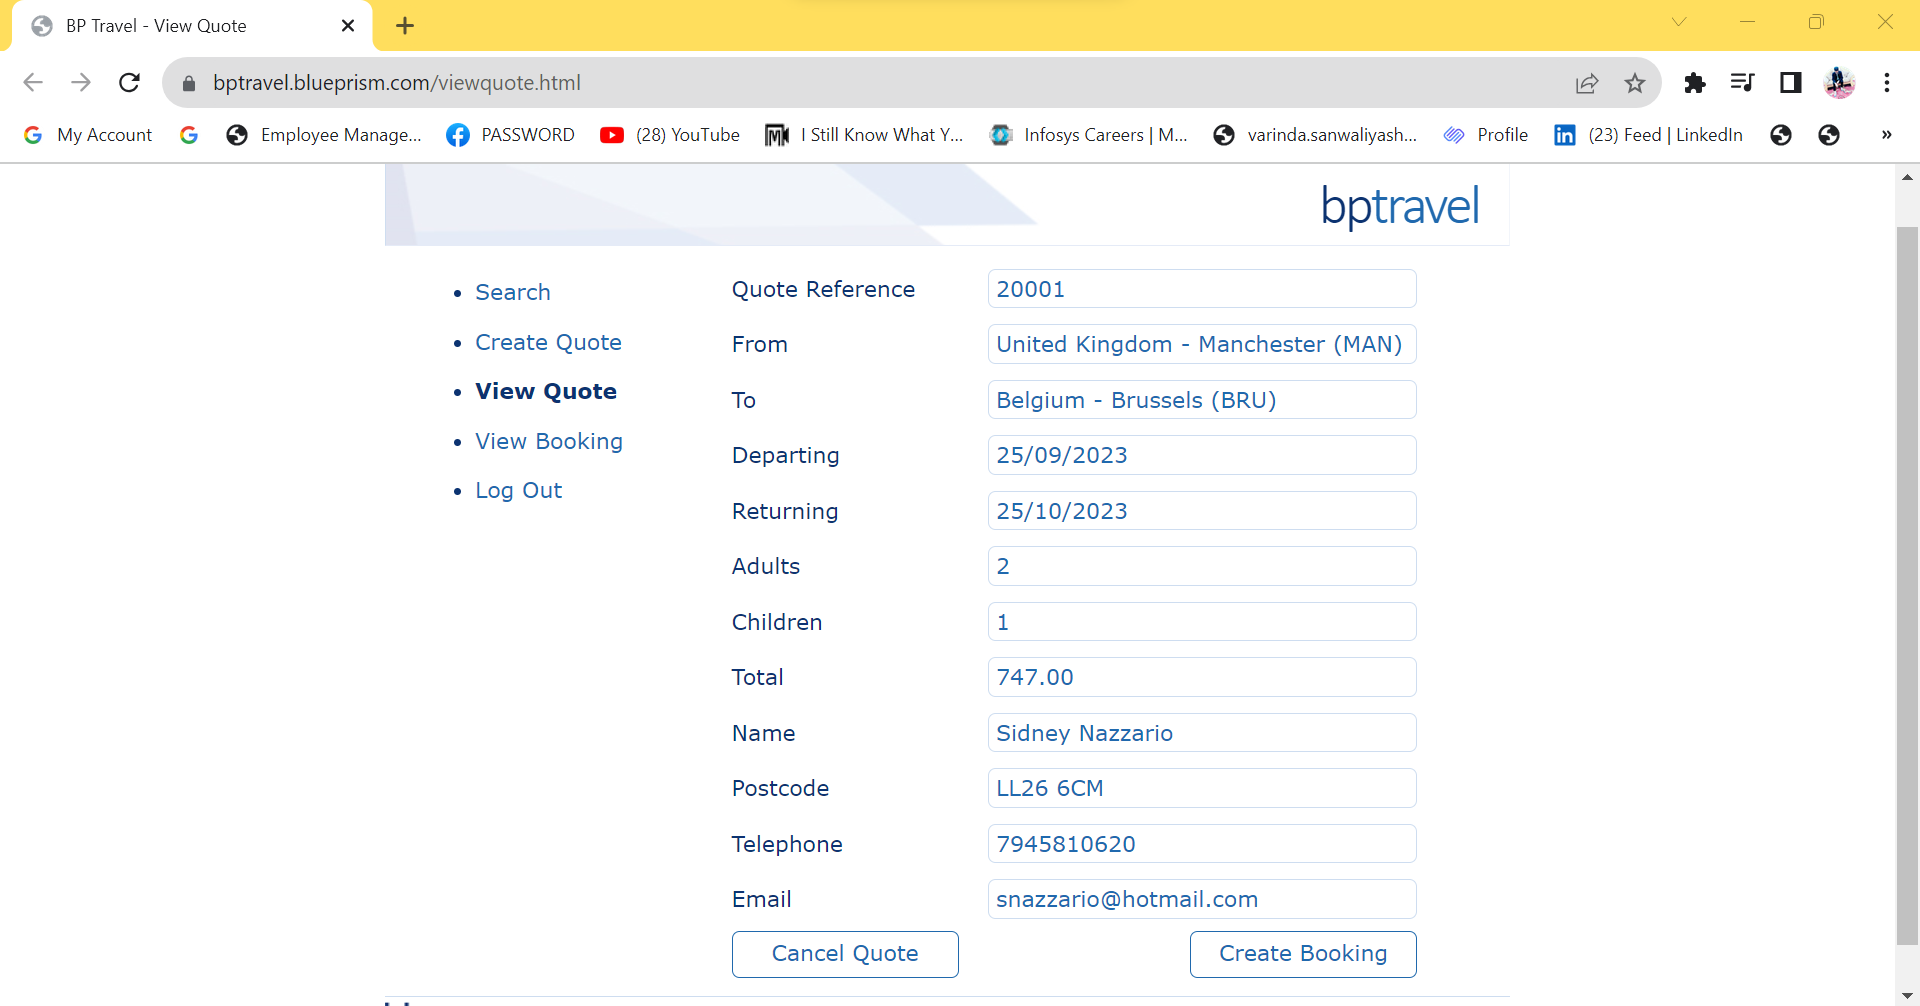 BP Travel - View Quote
bptravel.blueprism.com/viewquote.html
My Account
Employee Manage...
PASSWORD
(28) YouTube
I Still Know What Y...
Infosys Careers | M...
varinda.sanwaliyash...
Profile
(23) Feed | LinkedIn
»
bptravel
Search
Create Quote
View Quote
View Booking
Log Out
Quote Reference 20001
From United Kingdom - Manchester (MAN)
To Belgium - Brussels (BRU)
Departing 25/09/2023
Returning 25/10/2023
Adults 2
Children 1
Total 747.00
Name Sidney Nazzario
Postcode LL26 6CM
Telephone 7945810620
Email snazzario@hotmail.com
Cancel Quote Create Booking